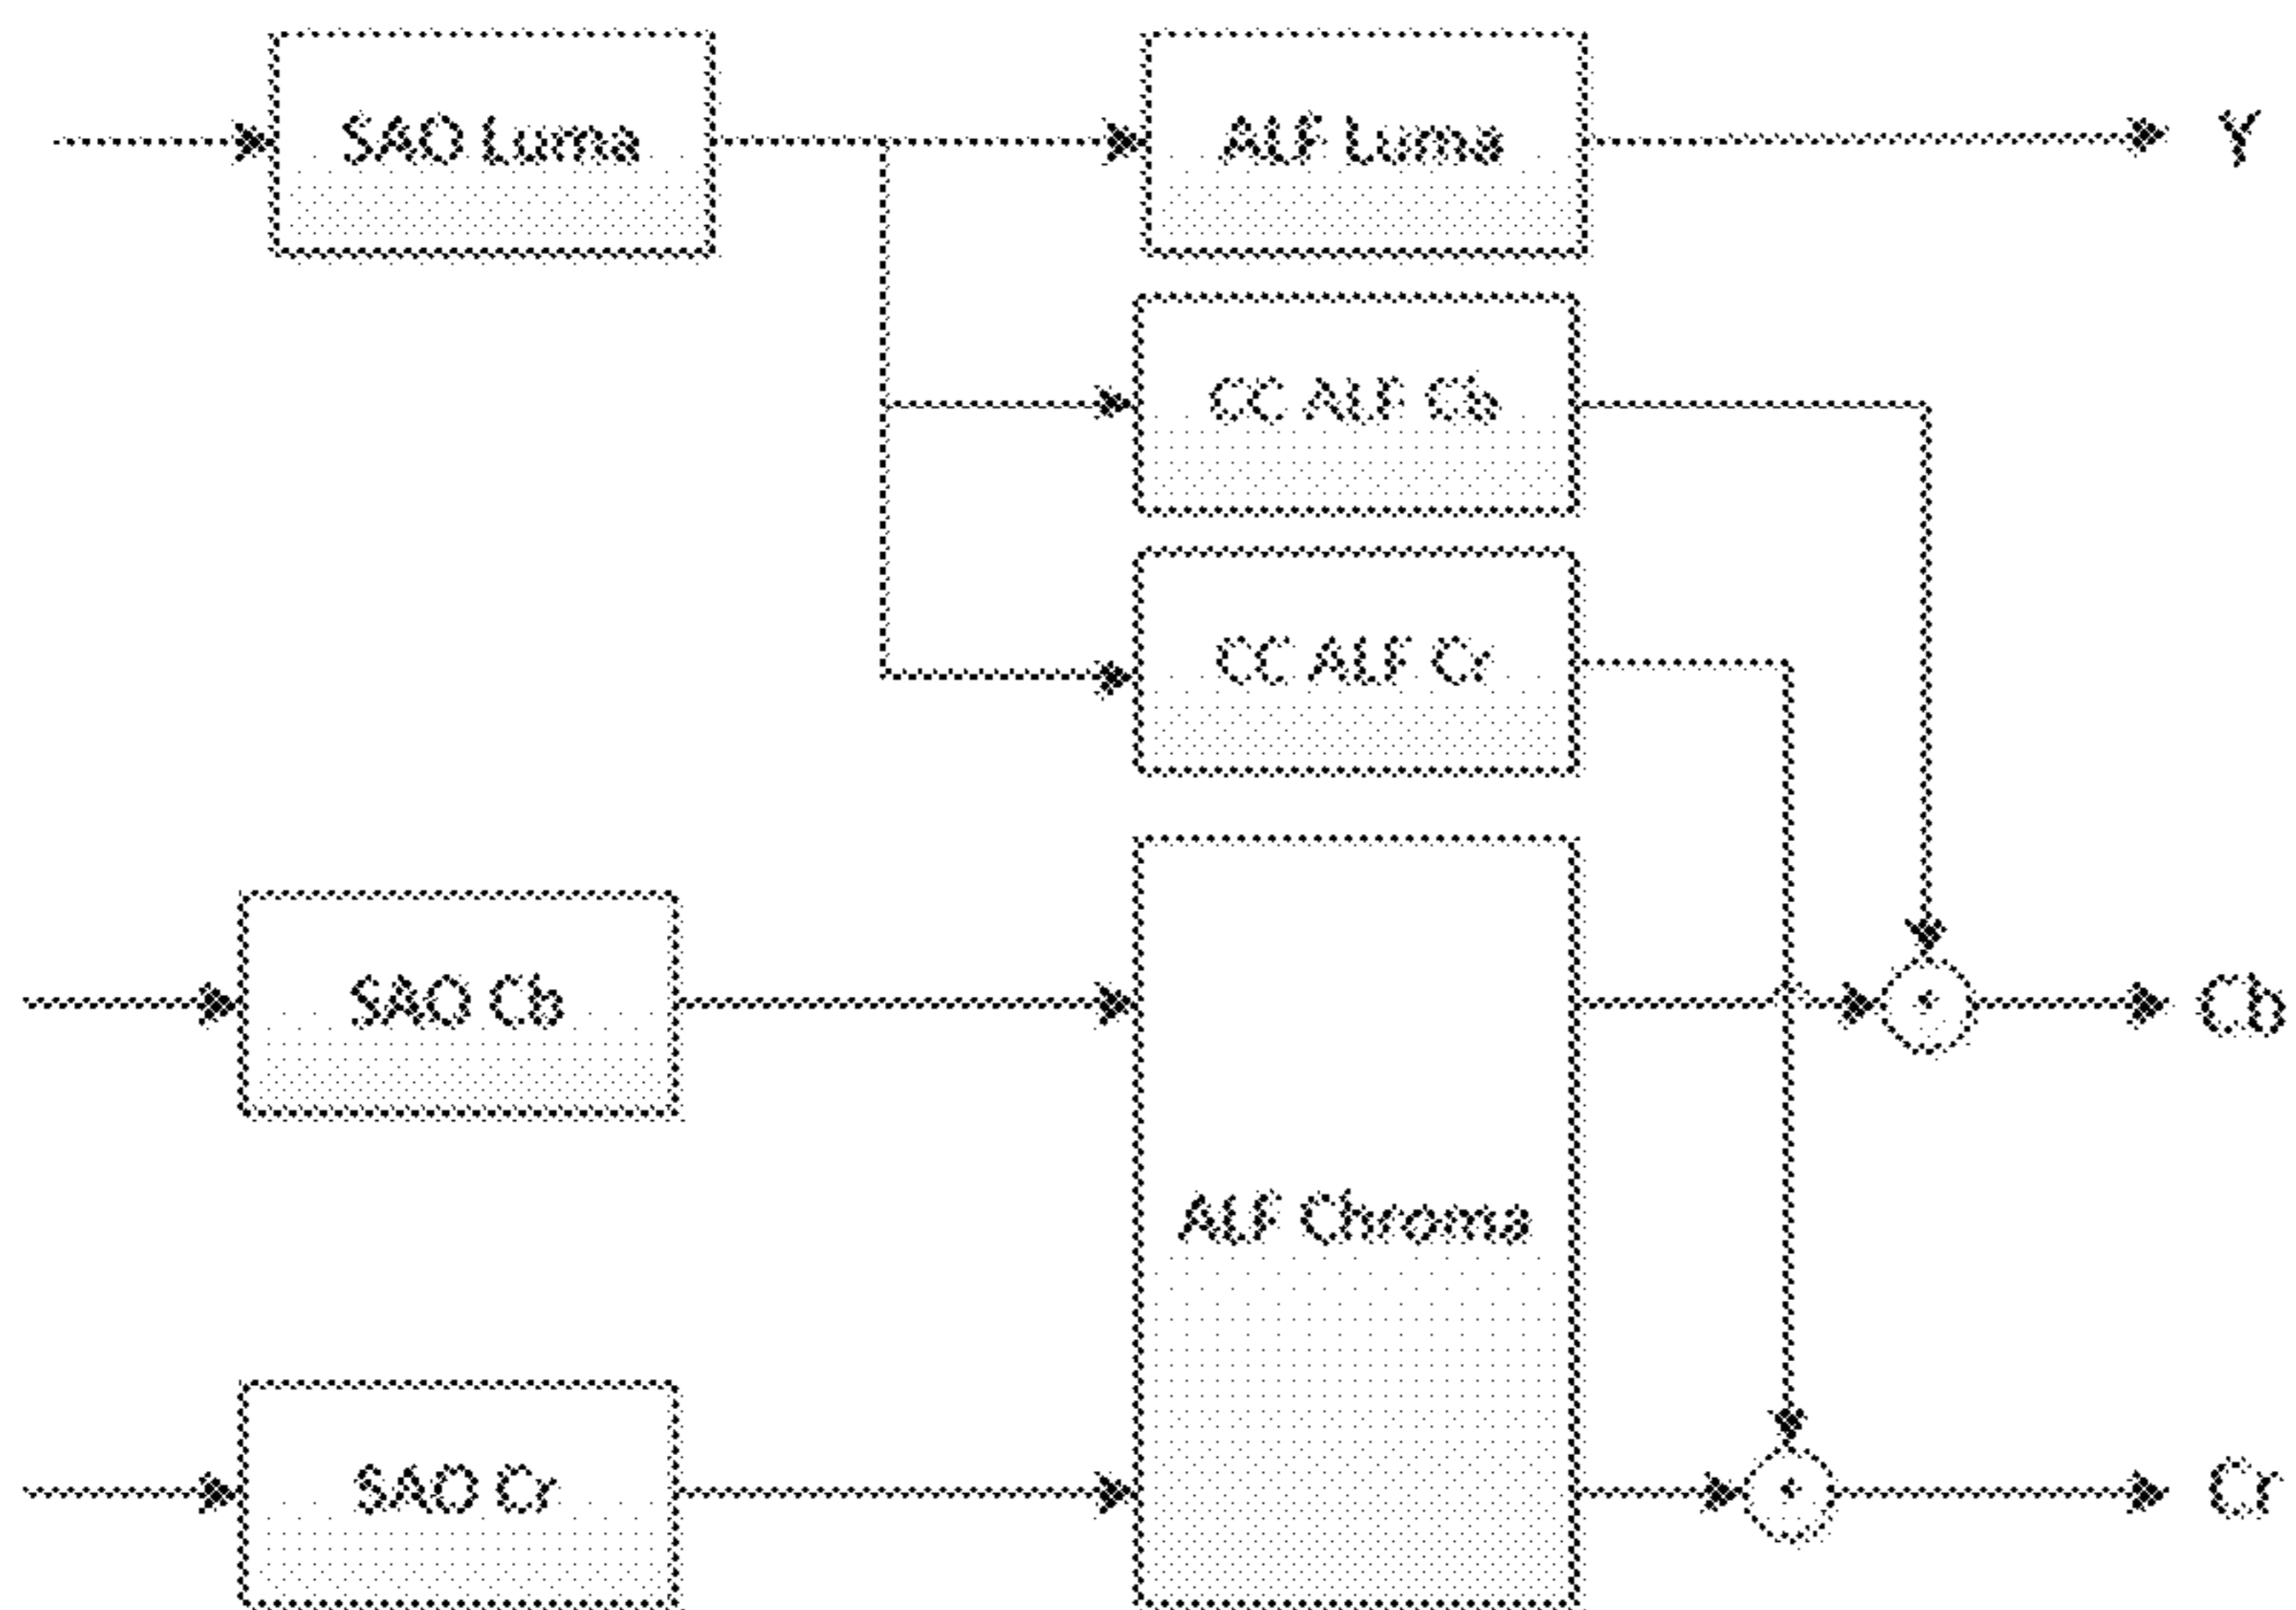 SAO Luma
ALF Luma
Y
CC ALF Cb
CC ALF Cr
SAO Cb
Cb
ALF Chroma
SAO Cr
Cr
+
+